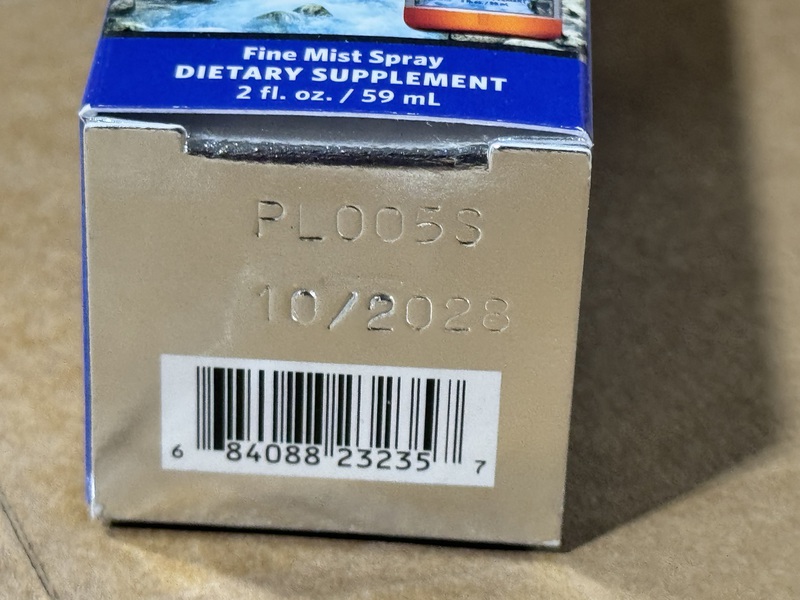 Fine Mist Spray
DIETARY SUPPLEMENT
2 fl. oz. / 59 mL
PL005S
10/2028
6 84088 23235 7